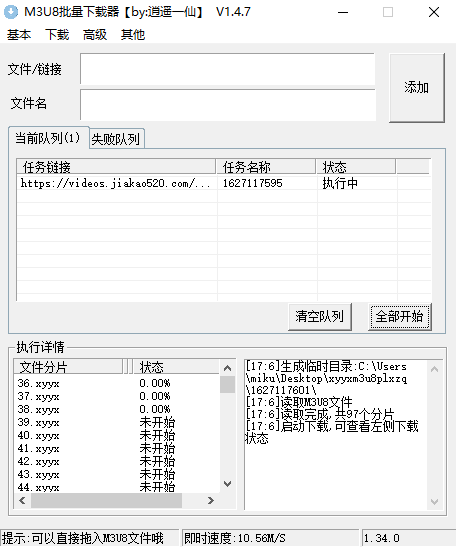 M3U8批量下载器【by:逍遥一仙】 V1.4.7
基本 下载 高级 其他
文件/链接
添加
文件名
当前队列(1) 失败队列
任务链接 任务名称 状态
https://videos.jiakao520.com/... 1627117595 执行中
清空队列 全部开始
执行详情
文件分片 状态
36.xyyx 0.00%
37.xyyx 0.00%
38.xyyx 0.00%
39.xyyx 未开始
40.xyyx 未开始
41.xyyx 未开始
42.xyyx 未开始
43.xyyx 未开始
44.xyyx 未开始
[17:6]生成临时目录:C:\Users
\miku\Desktop\xyyxm3u8plxzq
\1627117601\
[17:6]读取M3U8文件
[17:6]读取完成,共97个分片
[17:6]启动下载,可查看左侧下载
状态
提示:可以直接拖入M3U8文件哦 即时速度:10.56M/S 1.34.0